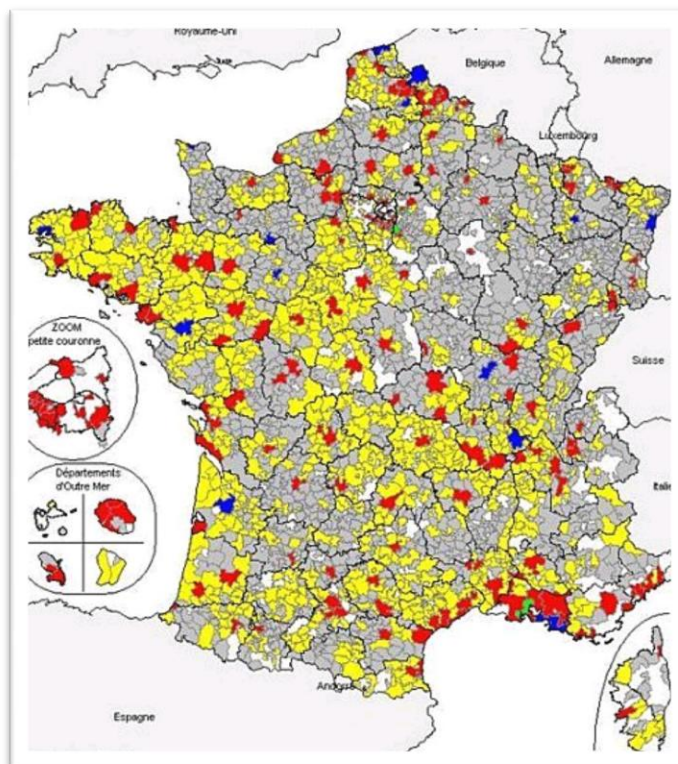 Royaume-Uni
Belgique
Allemagne
Luxembourg
ZOOM
petite couronne
Suisse
Départements
d'Outre Mer
Italie
Andorre
Espagne